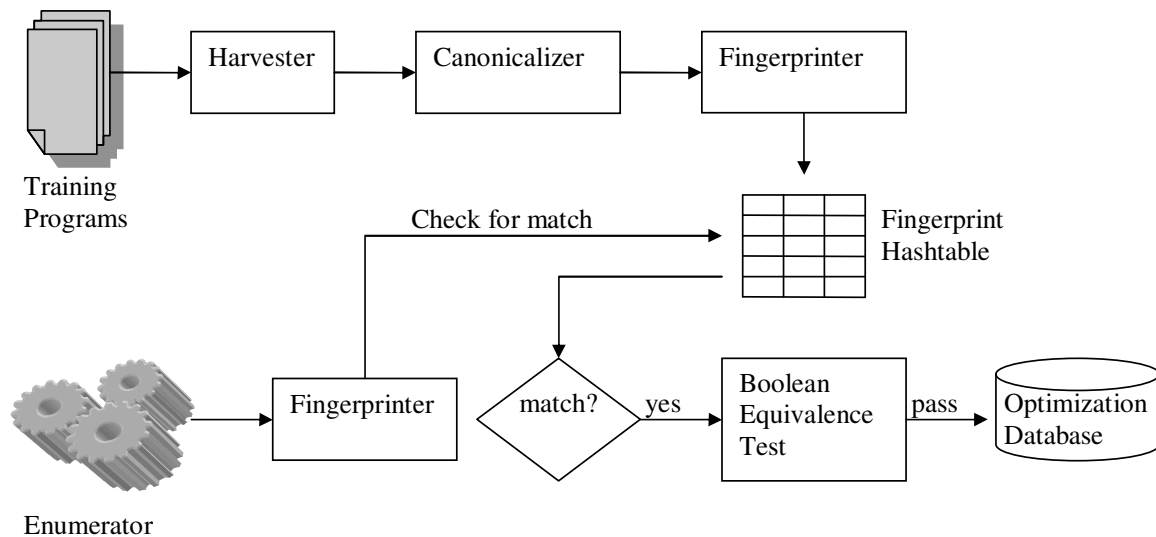 Harvester
Canonicalizer
Fingerprinter
Training
Programs
Check for match
Fingerprint
Hashtable
Fingerprinter
match?
yes
Boolean
Equivalence
Test
pass
Optimization
Database
Enumerator